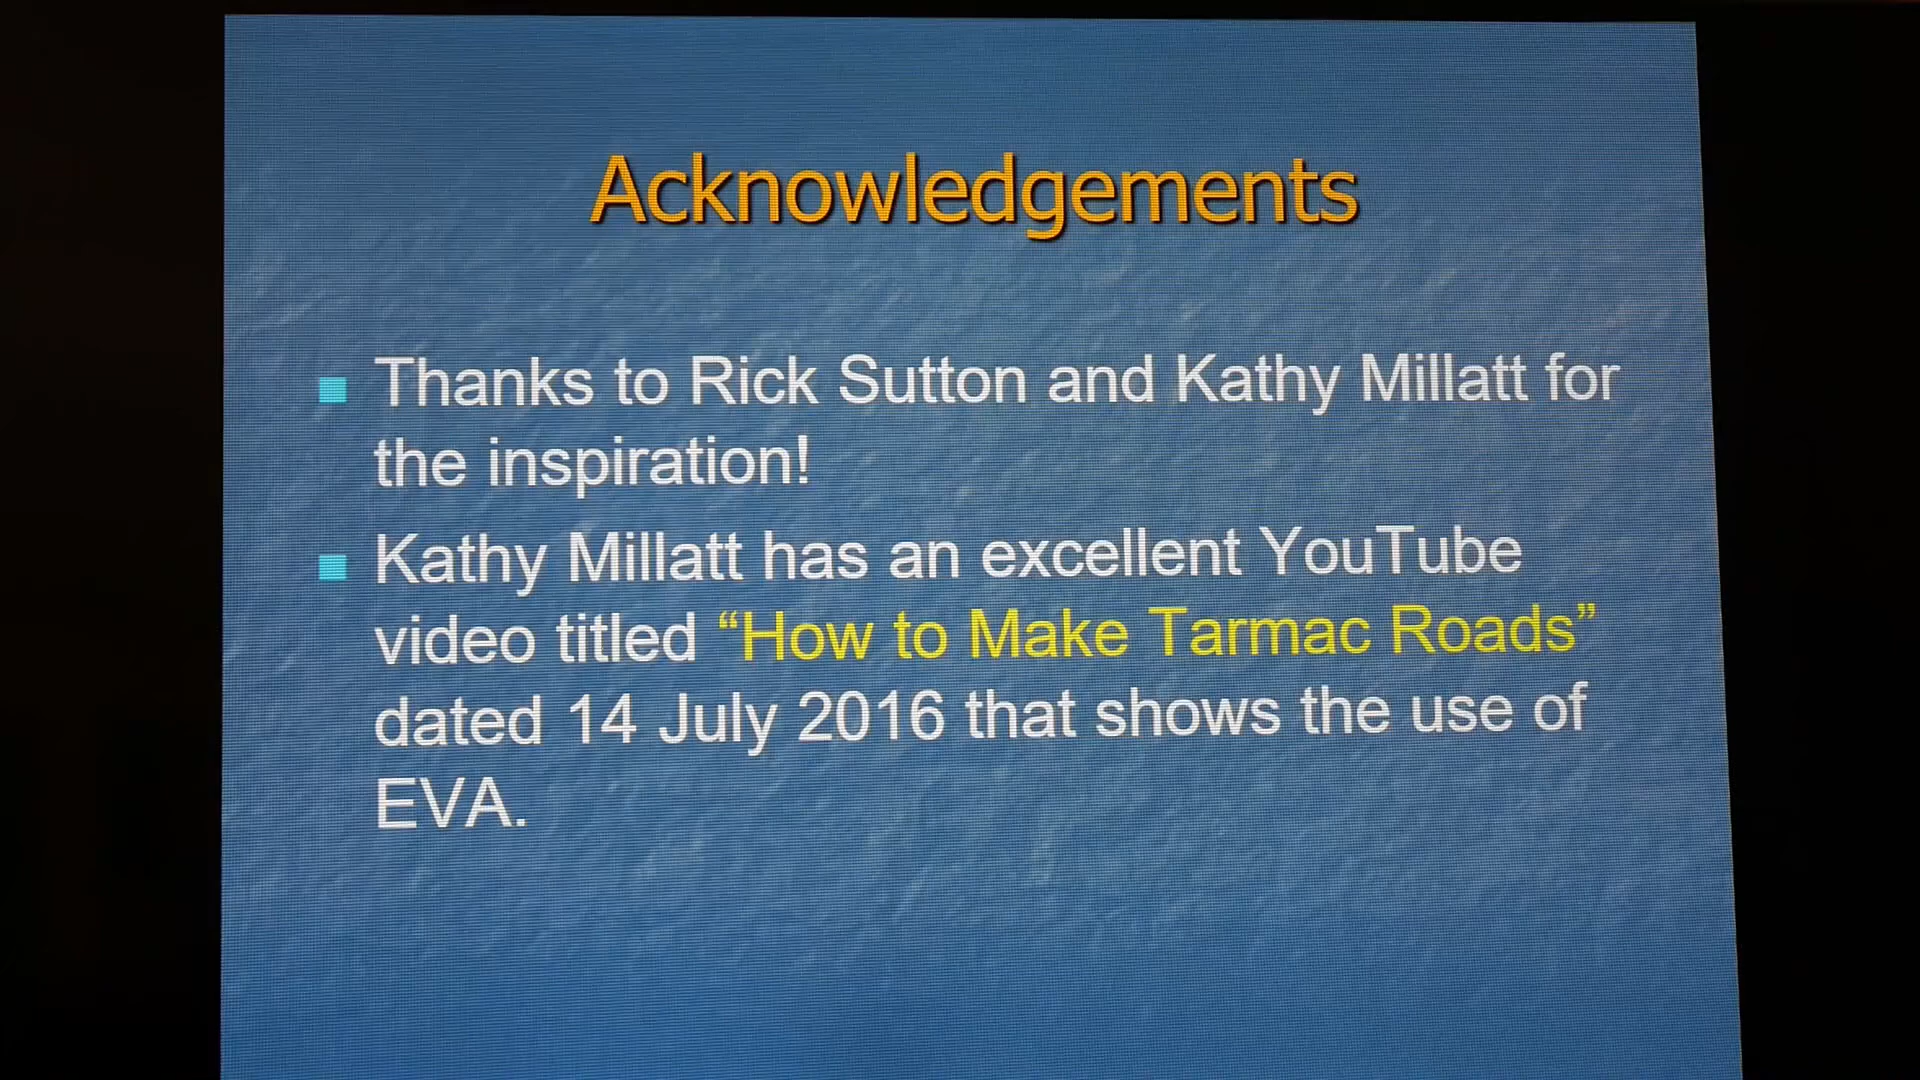 Acknowledgements
Thanks to Rick Sutton and Kathy Millatt for
the inspiration!
Kathy Millatt has an excellent YouTube
video titled “How to Make Tarmac Roads”
dated 14 July 2016 that shows the use of
EVA.